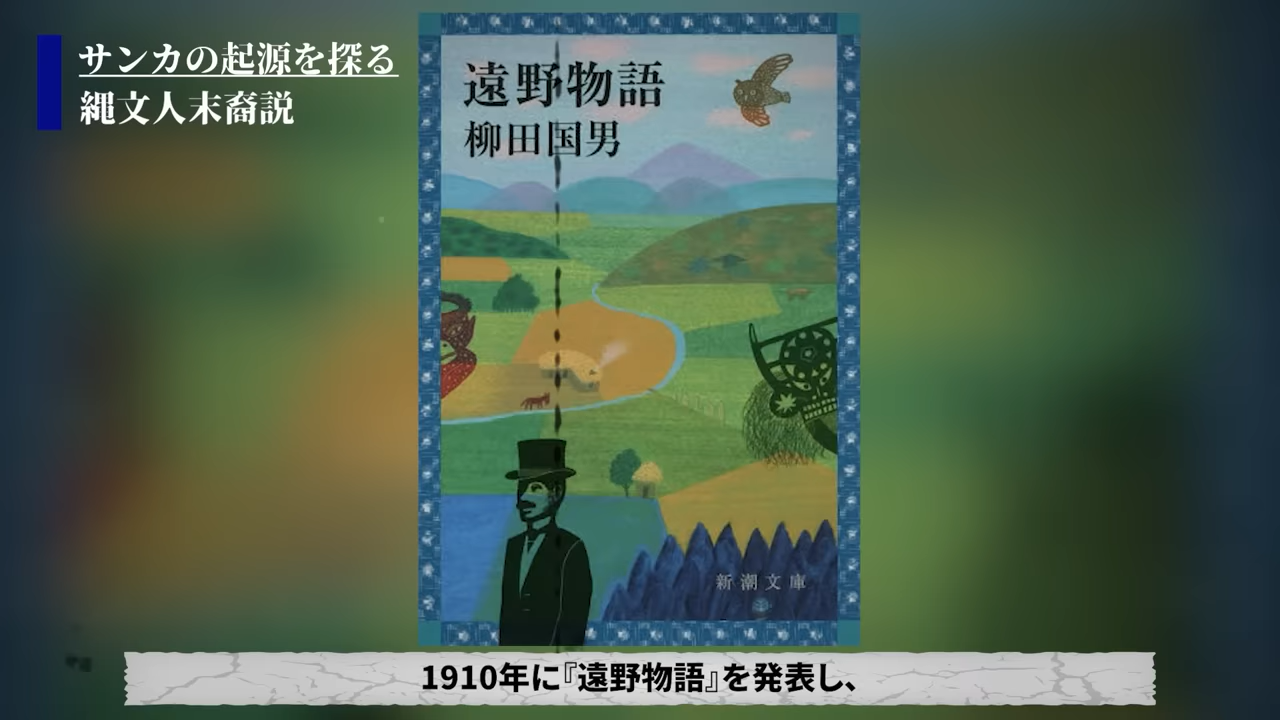 サンカの起源を探る
縄文人末裔説
遠野物語
柳田国男
新潮文庫
1910年に『遠野物語』を発表し、